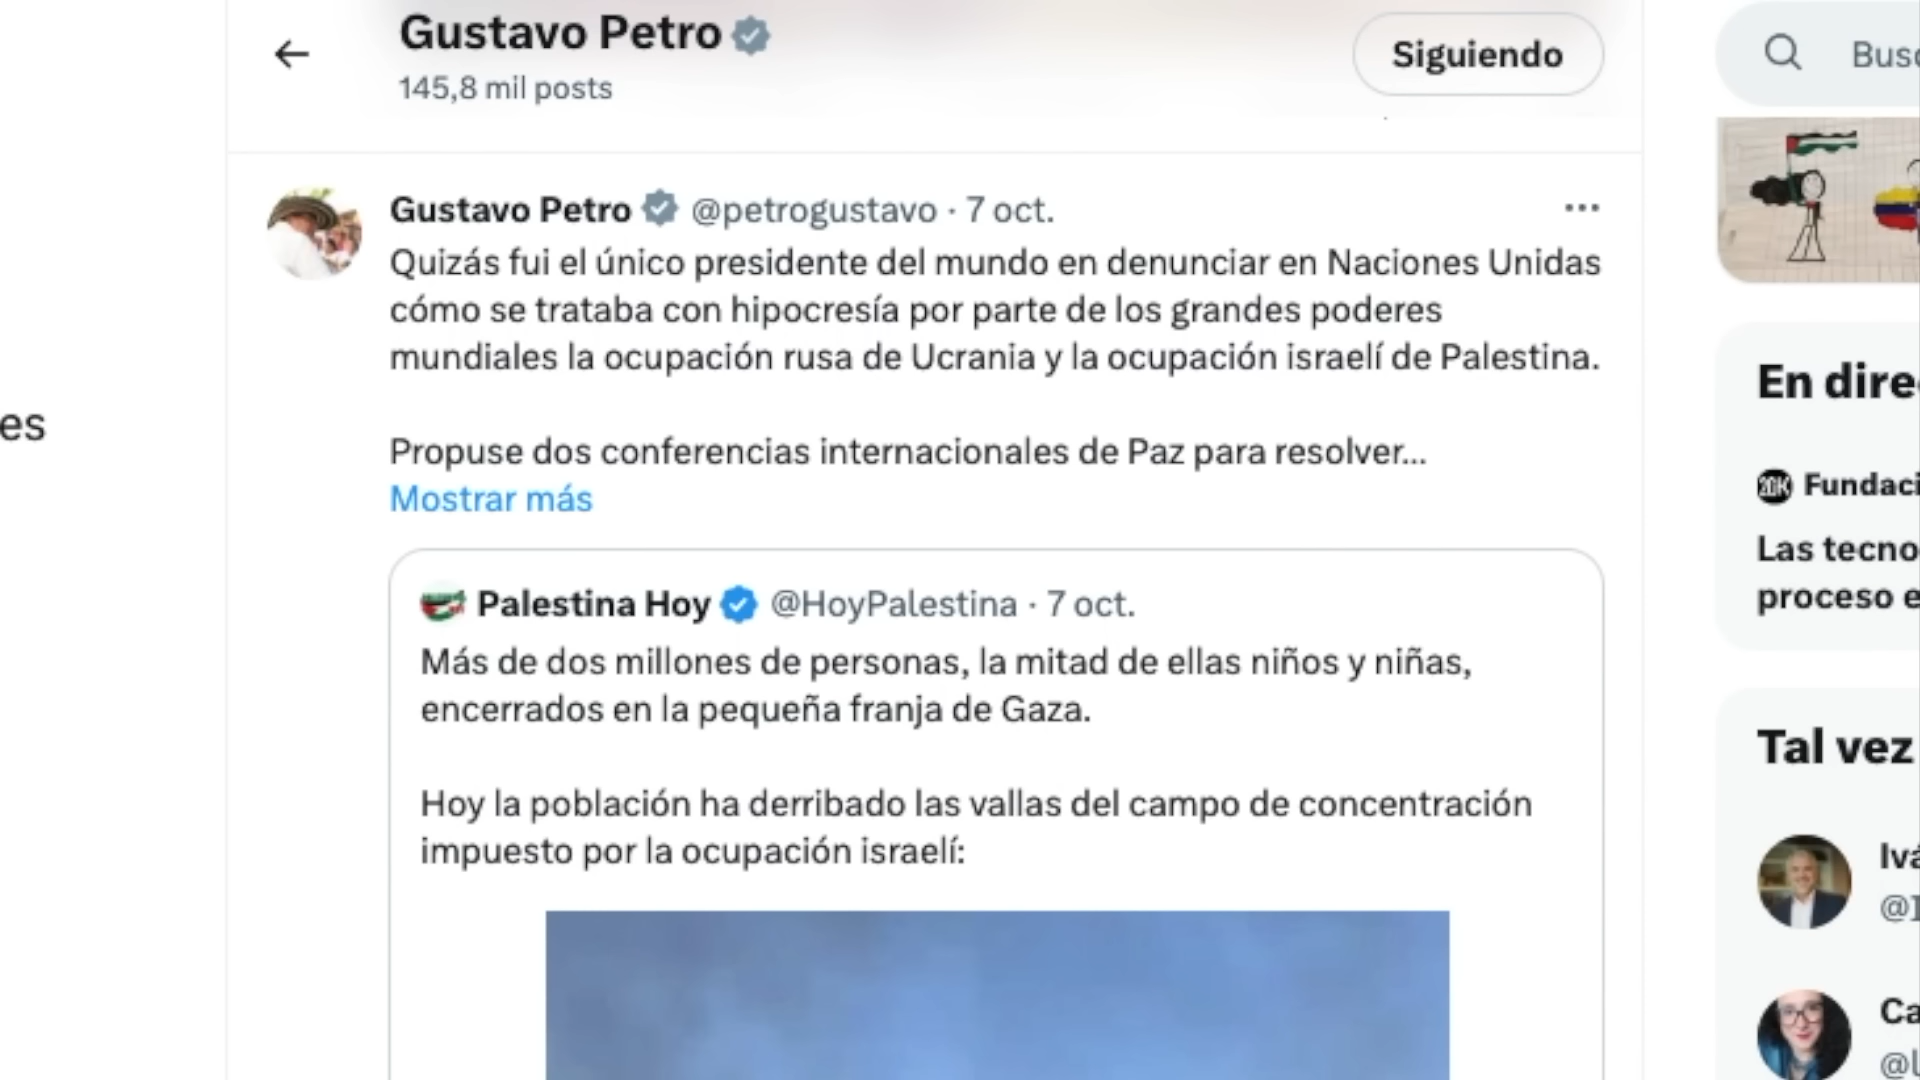 Gustavo Petro
145,8 mil posts
Siguiendo
Gustavo Petro @petrogustavo · 7 oct.
Quizás fui el único presidente del mundo en denunciar en Naciones Unidas
cómo se trataba con hipocresía por parte de los grandes poderes
mundiales la ocupación rusa de Ucrania y la ocupación israelí de Palestina.
Propuse dos conferencias internacionales de Paz para resolver...
Mostrar más
Palestina Hoy @HoyPalestina · 7 oct.
Más de dos millones de personas, la mitad de ellas niños y niñas,
encerrados en la pequeña franja de Gaza.
Hoy la población ha derribado las vallas del campo de concentración
impuesto por la ocupación israelí:
es
Busc
En dire
20K Fundaci
Las tecno
proceso e
Tal vez
Ivá
Ca